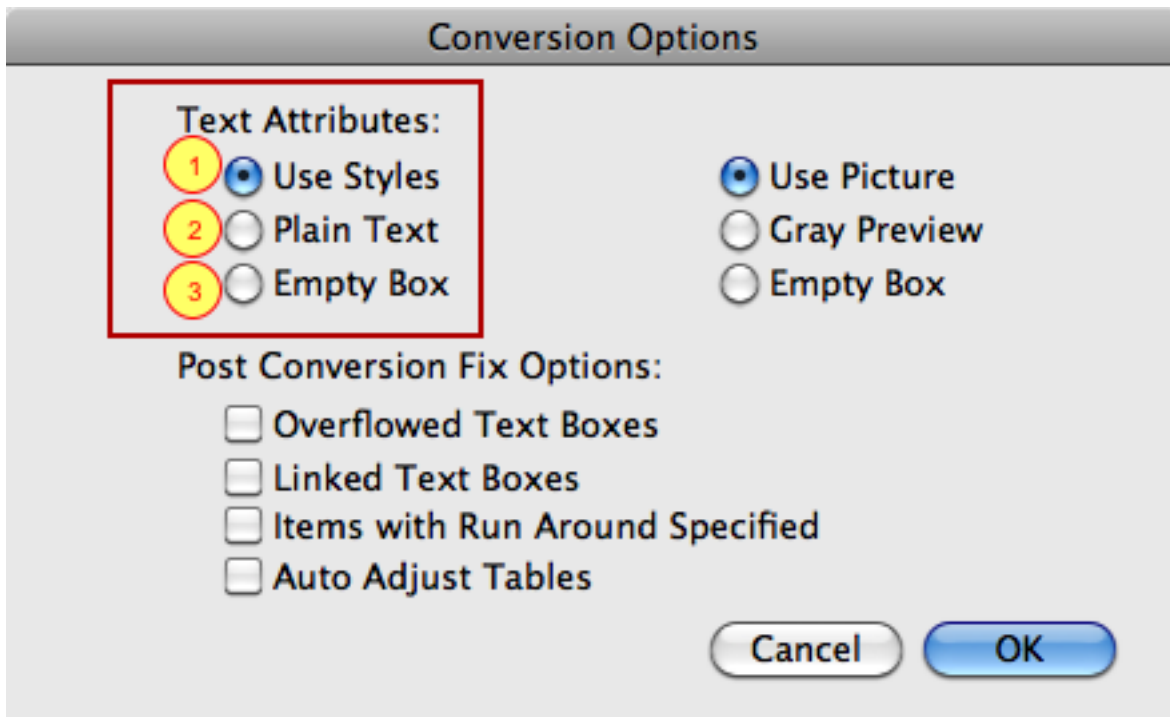 Conversion Options
Text Attributes:
1 Use Styles Use Picture
2 Plain Text Gray Preview
3 Empty Box Empty Box
Post Conversion Fix Options:
Overflowed Text Boxes
Linked Text Boxes
Items with Run Around Specified
Auto Adjust Tables
Cancel OK